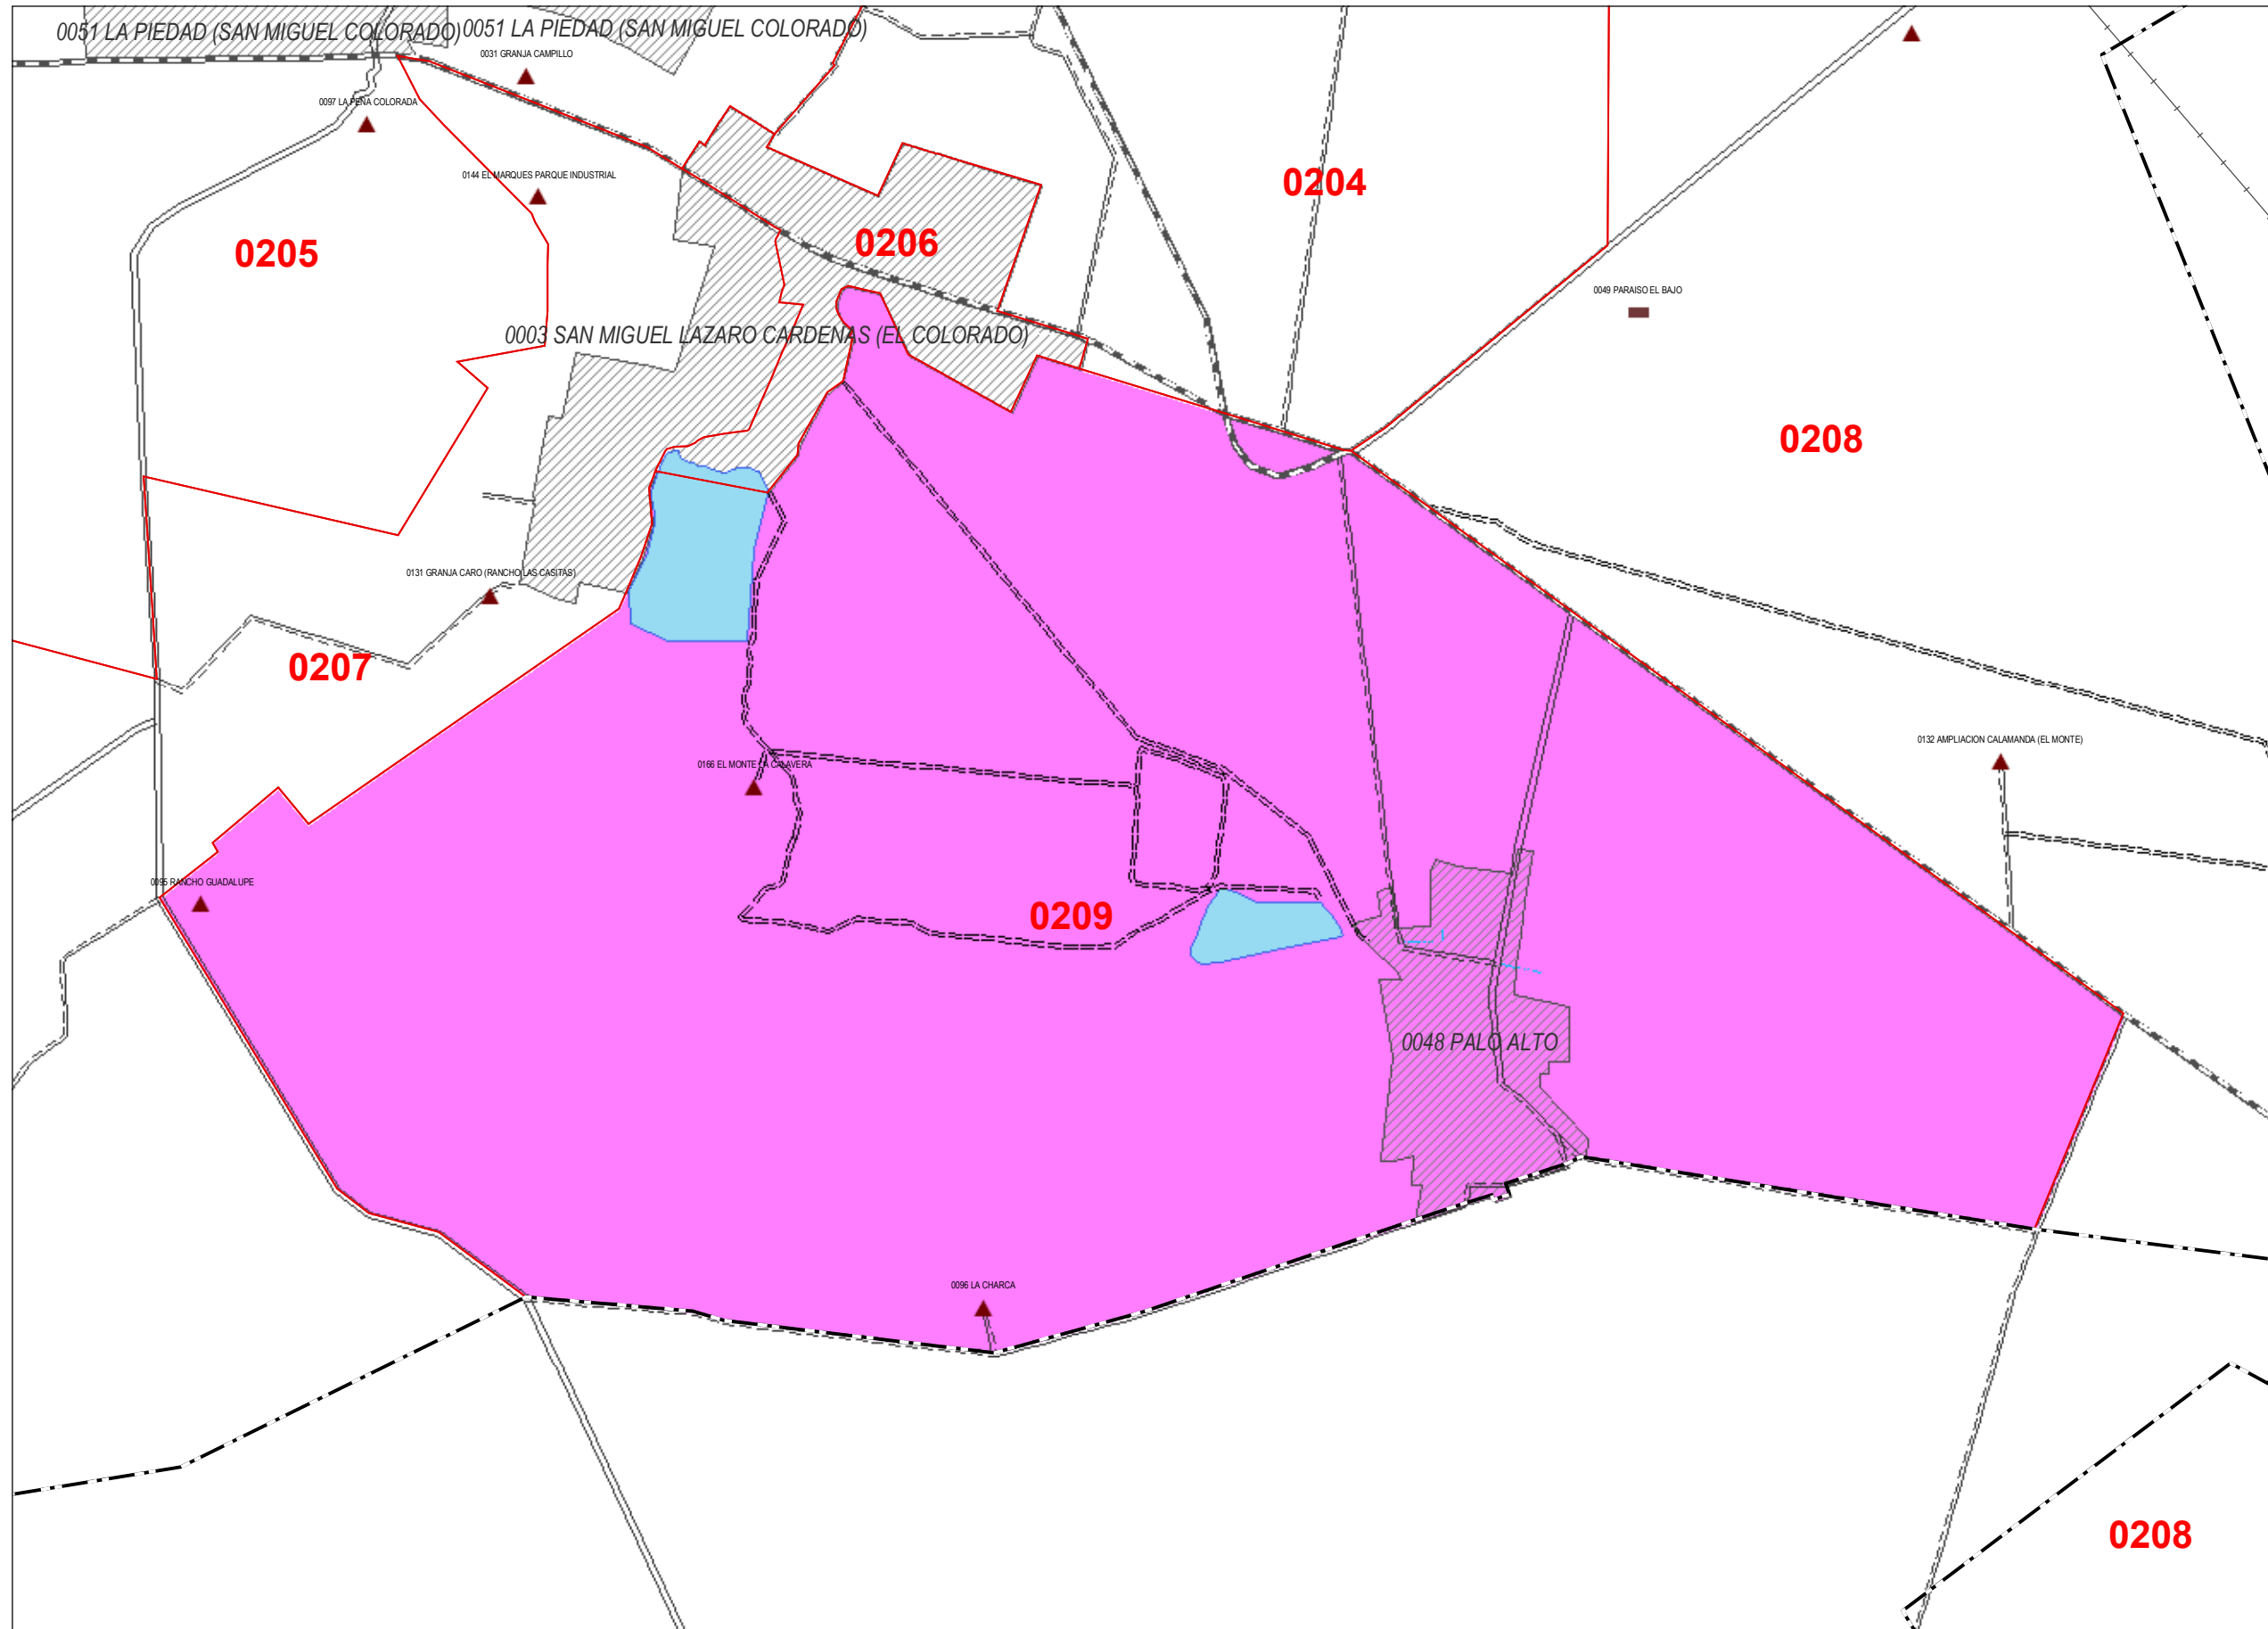 0051 LA PIEDAD (SAN MIGUEL COLORADO)
0051 LA PIEDAD (SAN MIGUEL COLORADO)
0031 GRANJA CAMPILLO
0097 LA PEÑA COLORADA
0144 EL MARQUES PARQUE INDUSTRIAL
0204
0205
0206
0049 PARAISO EL BAJO
0003 SAN MIGUEL LAZARO CARDENAS (EL COLORADO)
0208
0131 GRANJA CARO (RANCHO LAS CASITAS)
0207
0132 AMPLIACION CALAMANDA (EL MONTE)
0166 EL MONTE LA CALAVERA
0095 RANCHO GUADALUPE
0209
0048 PALO ALTO
0096 LA CHARCA
0208